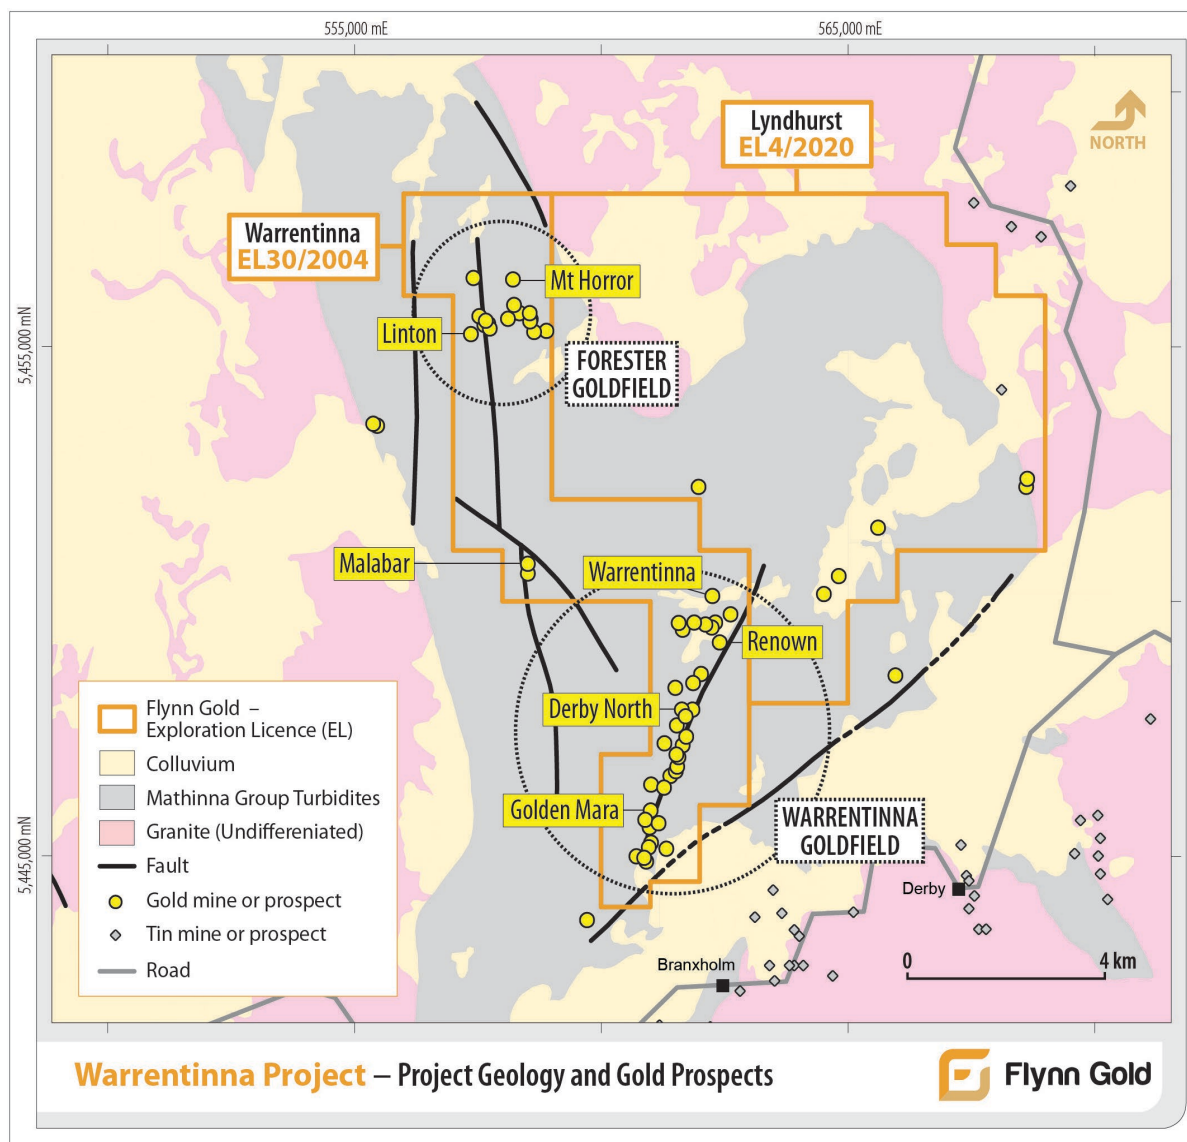 555,000 mE
565,000 mE
Lyndhurst
EL4/2020
NORTH
Warrentinna
EL30/2004
Mt Horror
Linton
5,455,000 mN
FORESTER
GOLDFIELD
Malabar
Warrentinna
Renown
Derby North
Golden Mara
WARRENTINNA
GOLDFIELD
5,445,000 mN
Flynn Gold –
Exploration Licence (EL)
Colluvium
Mathinna Group Turbidites
Granite (Undiffereniated)
Fault
Gold mine or prospect
Tin mine or prospect
Road
Derby
Branxholm
0
4 km
Warrentinna Project – Project Geology and Gold Prospects
Flynn Gold